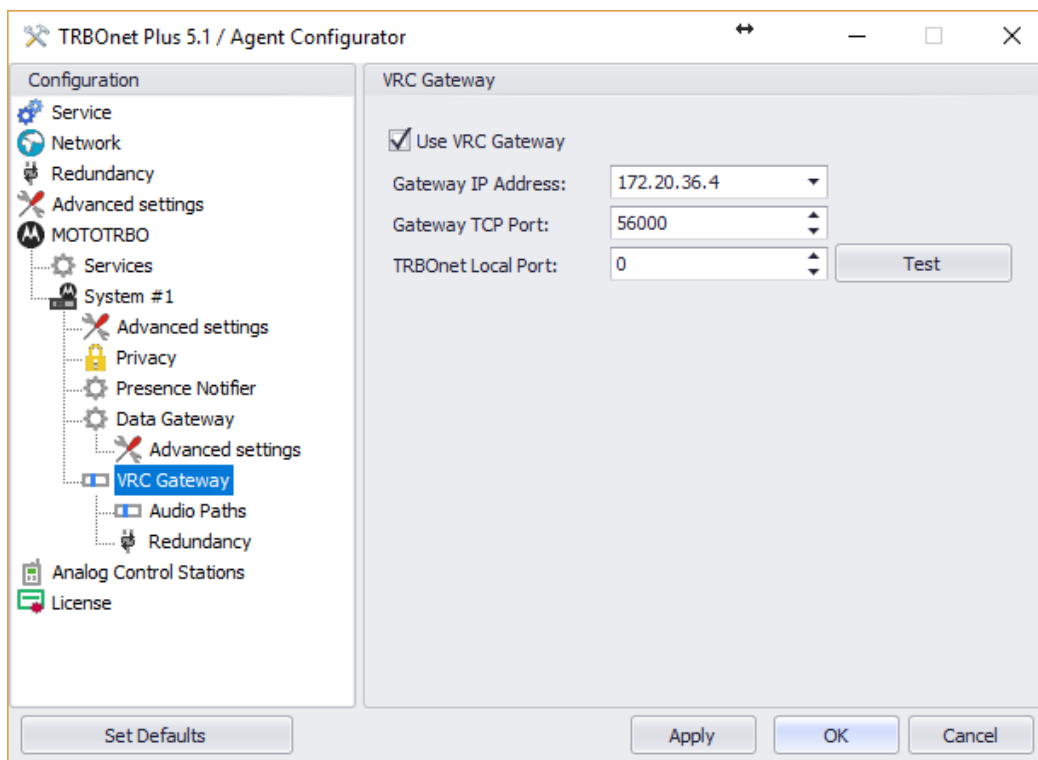 TRBOnet Plus 5.1 / Agent Configurator
Configuration
Service
Network
Redundancy
Advanced settings
MOTOTRBO
Services
System #1
Advanced settings
Privacy
Presence Notifier
Data Gateway
Advanced settings
VRC Gateway
Audio Paths
Redundancy
Analog Control Stations
License
VRC Gateway
Use VRC Gateway
Gateway IP Address: 172.20.36.4
Gateway TCP Port: 56000
TRBOnet Local Port: 0 Test
Set Defaults Apply OK Cancel